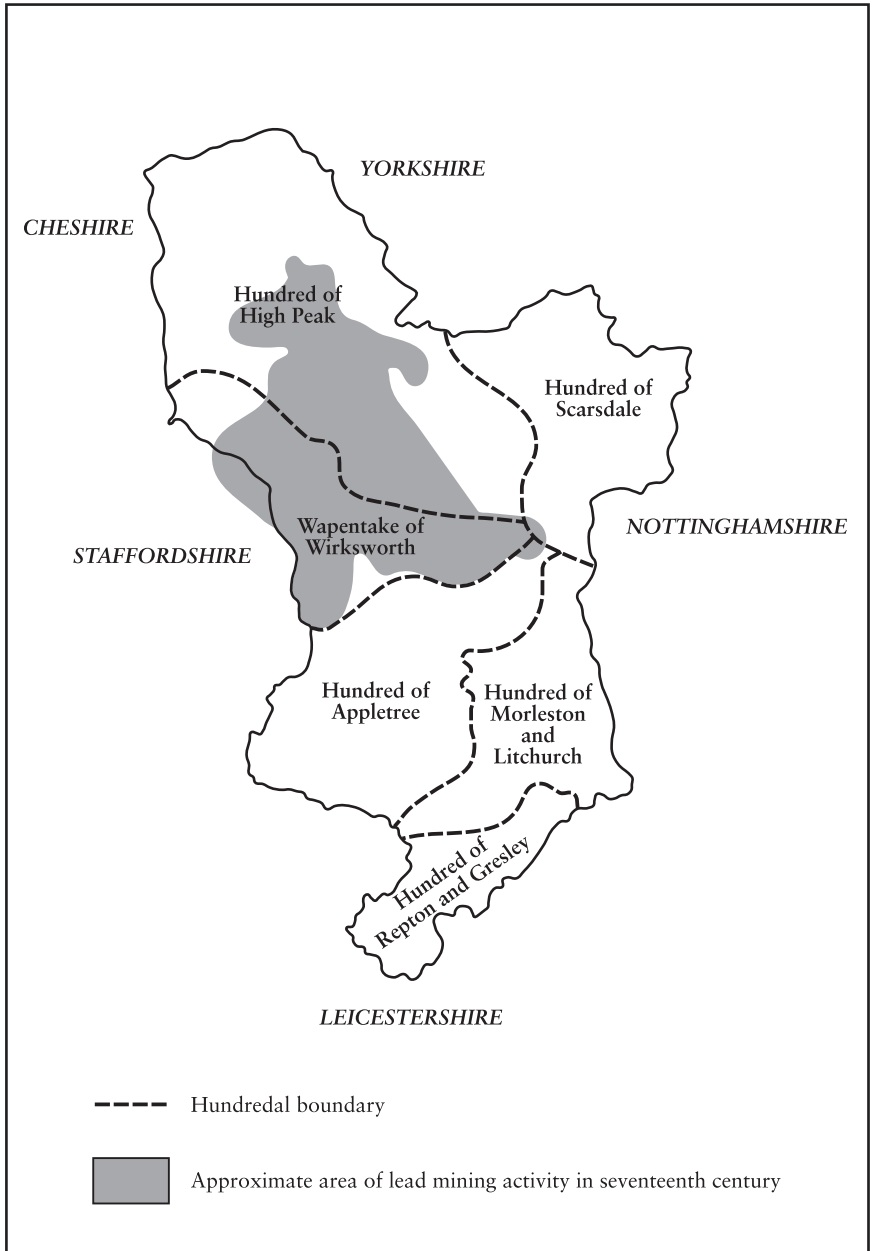 YORKSHIRE
CHESHIRE
Hundred of
High Peak
Hundred of
Scarsdale
NOTTINGHAMSHIRE
Wapentake of
Wirksworth
STAFFORDSHIRE
Hundred of
Appletree
Hundred of
Morleston
and
Litchurch
Hundred of
Repton and Gresley
LEICESTERSHIRE
Hundredal boundary
Approximate area of lead mining activity in seventeenth century